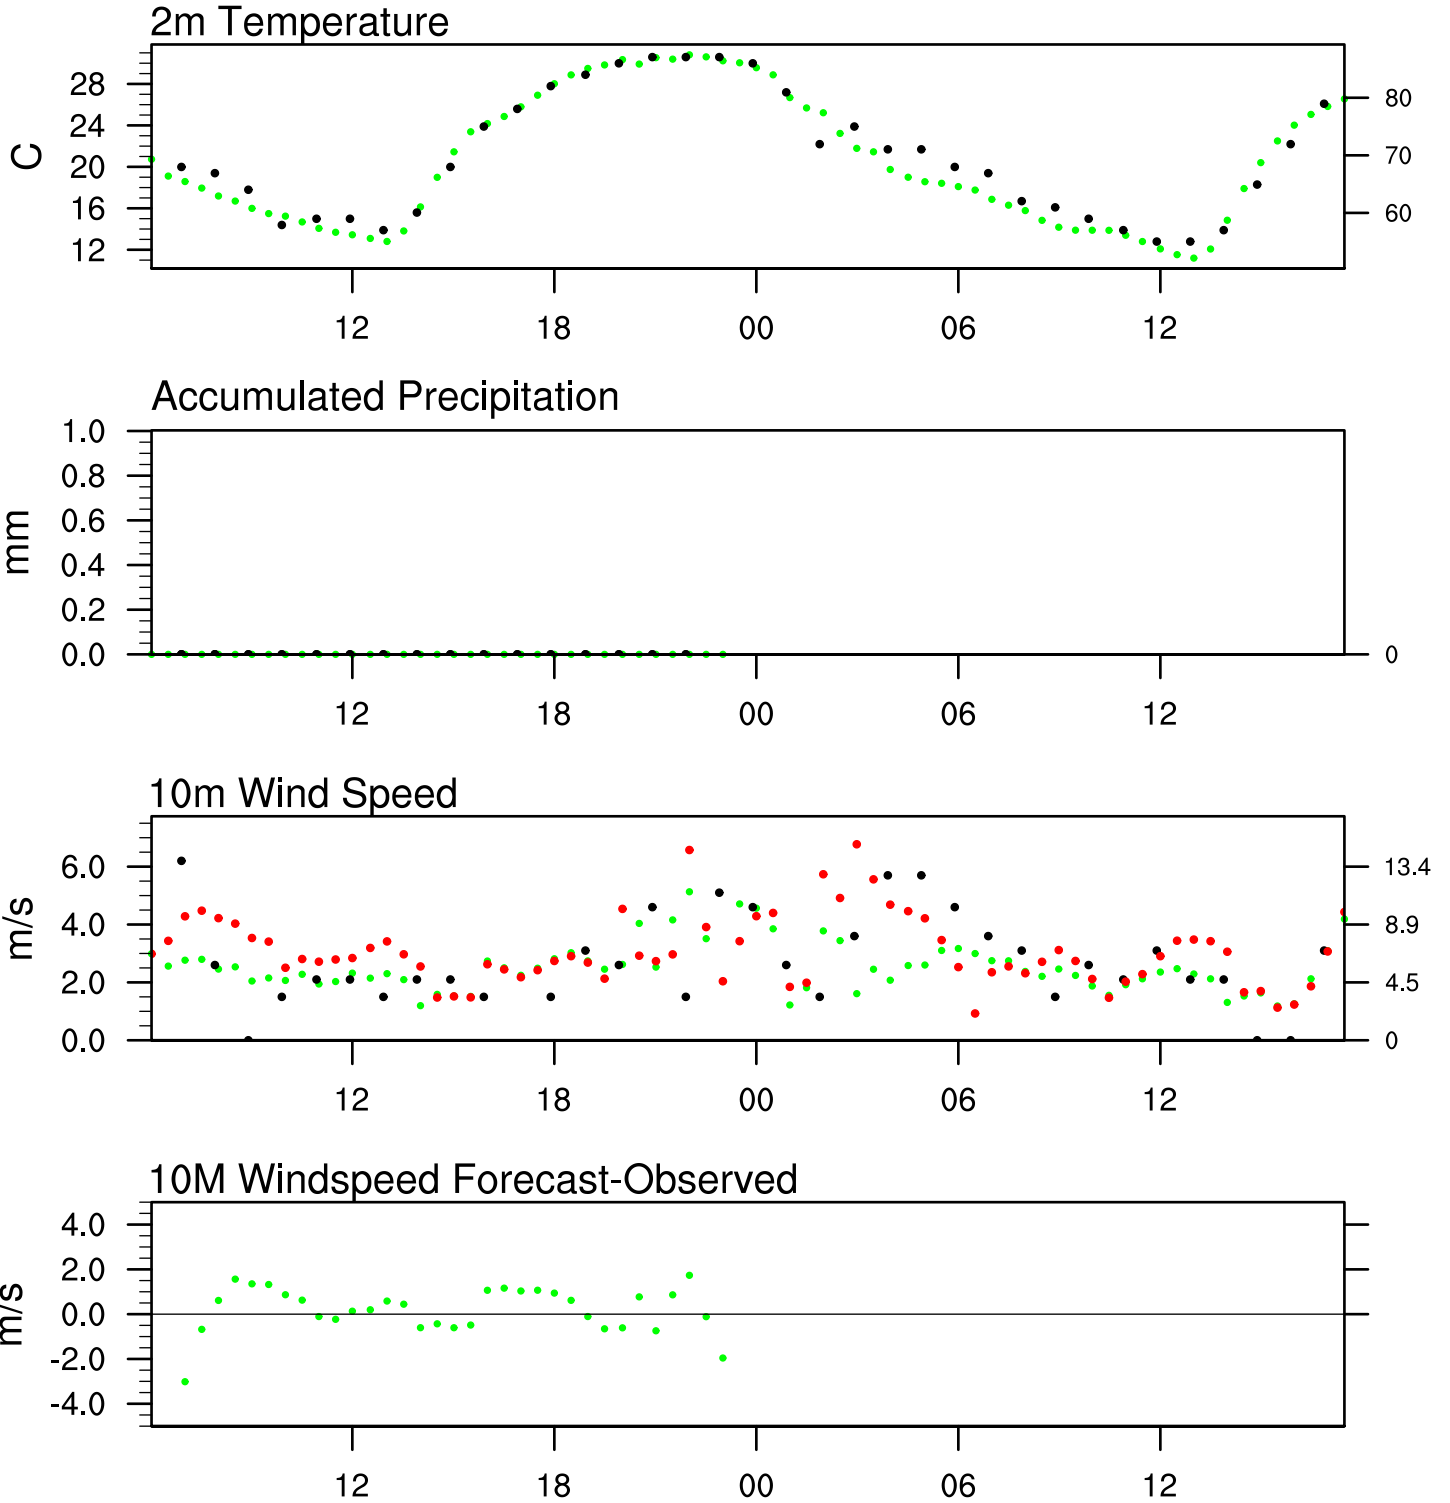 2m Temperature
28
24
20
16
12
C
80
70
60
12 18 00 06 12
Accumulated Precipitation
1.0
0.8
0.6
0.4
0.2
0.0
mm
0
12 18 00 06 12
10m Wind Speed
6.0
4.0
2.0
0.0
m/s
13.4
8.9
4.5
0
12 18 00 06 12
10M Windspeed Forecast-Observed
4.0
2.0
0.0
-2.0
-4.0
m/s
12 18 00 06 12